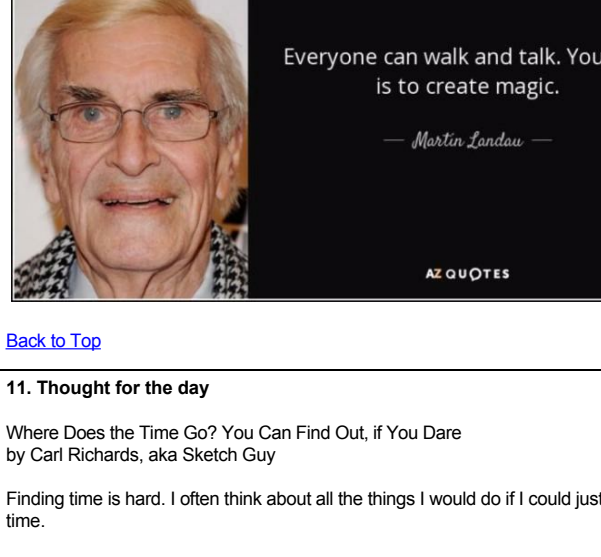 Everyone can walk and talk. You
is to create magic.
— Martin Landau —
AZ QUOTES
Back to Top
11. Thought for the day
Where Does the Time Go? You Can Find Out, if You Dare
by Carl Richards, aka Sketch Guy
Finding time is hard. I often think about all the things I would do if I could just
time.